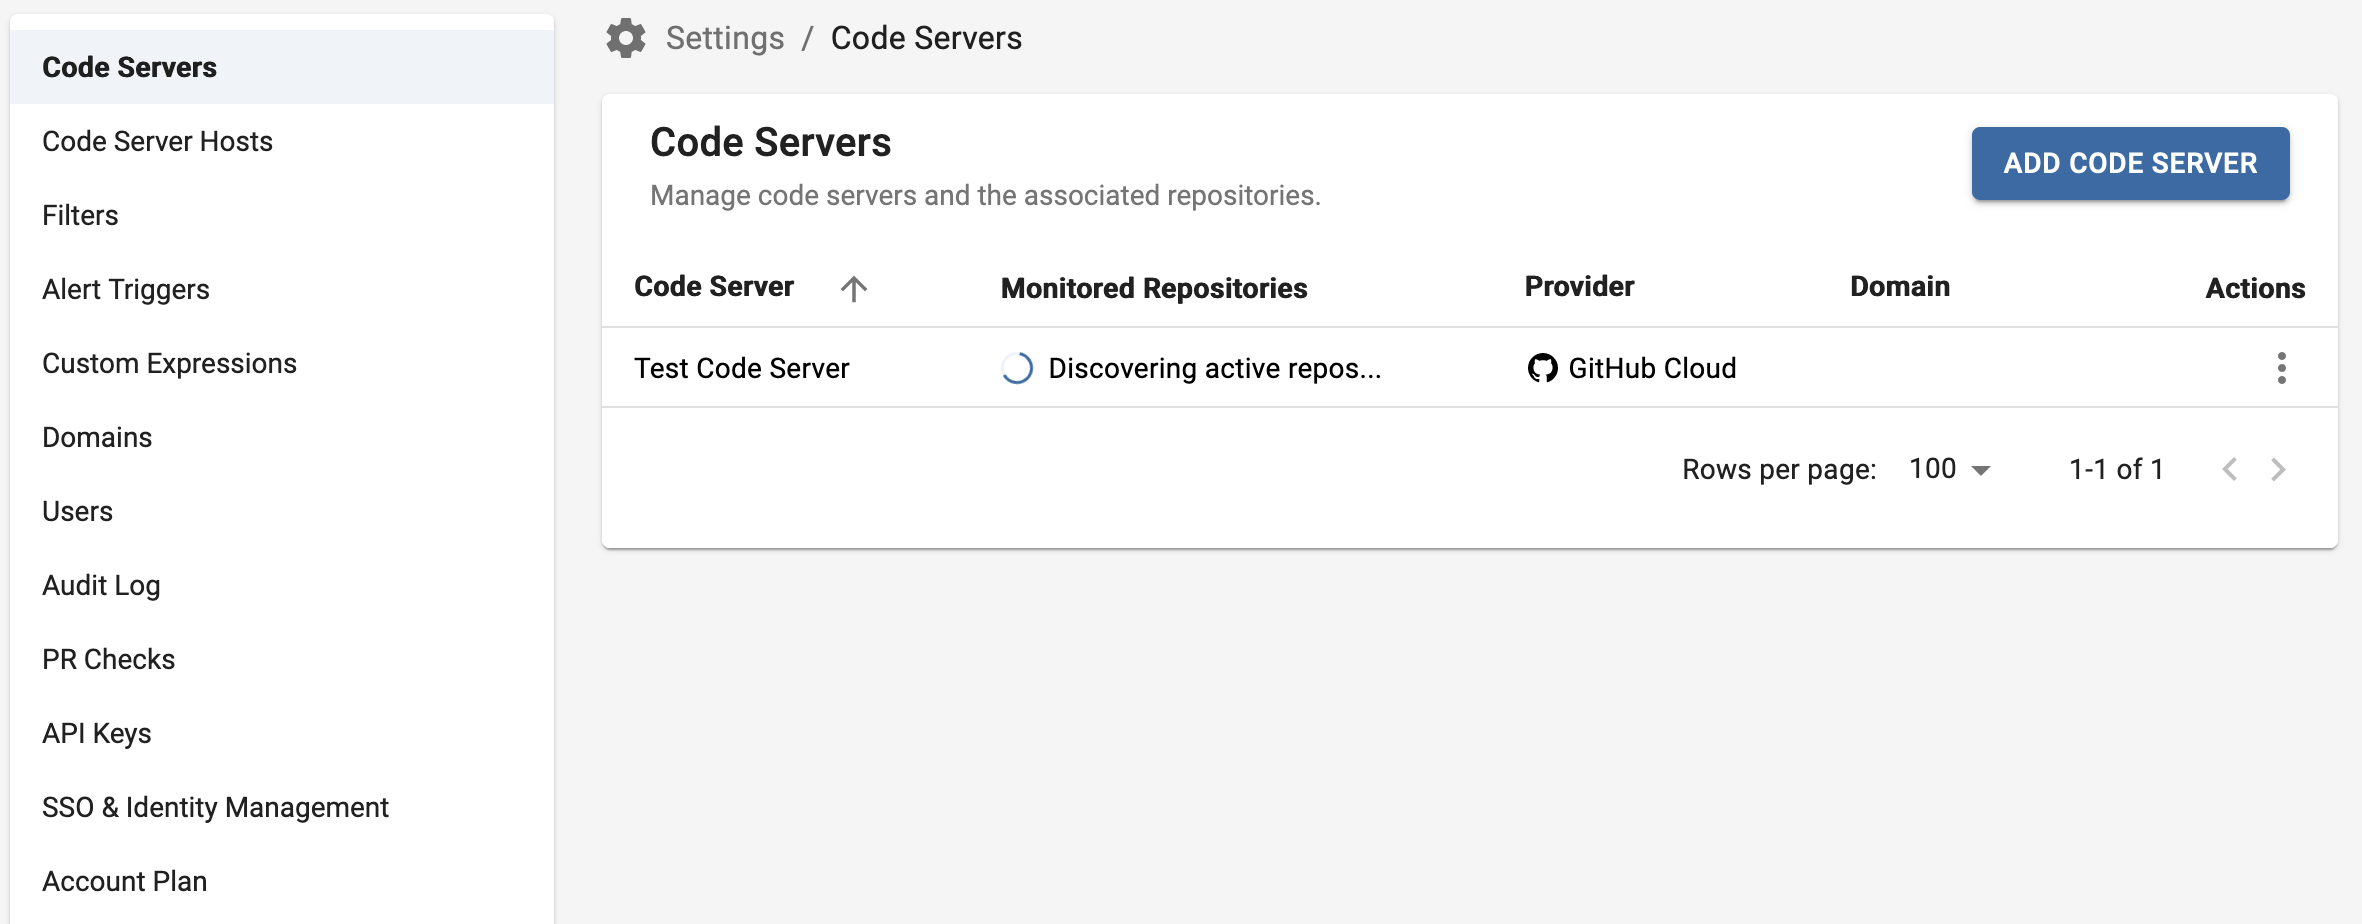 Code Servers
Code Server Hosts
Filters
Alert Triggers
Custom Expressions
Domains
Users
Audit Log
PR Checks
API Keys
SSO & Identity Management
Account Plan
Settings / Code Servers
Code Servers
Manage code servers and the associated repositories.
ADD CODE SERVER
Code Server Monitored Repositories Provider Domain Actions
Test Code Server Discovering active repos... GitHub Cloud
Rows per page: 100 1-1 of 1